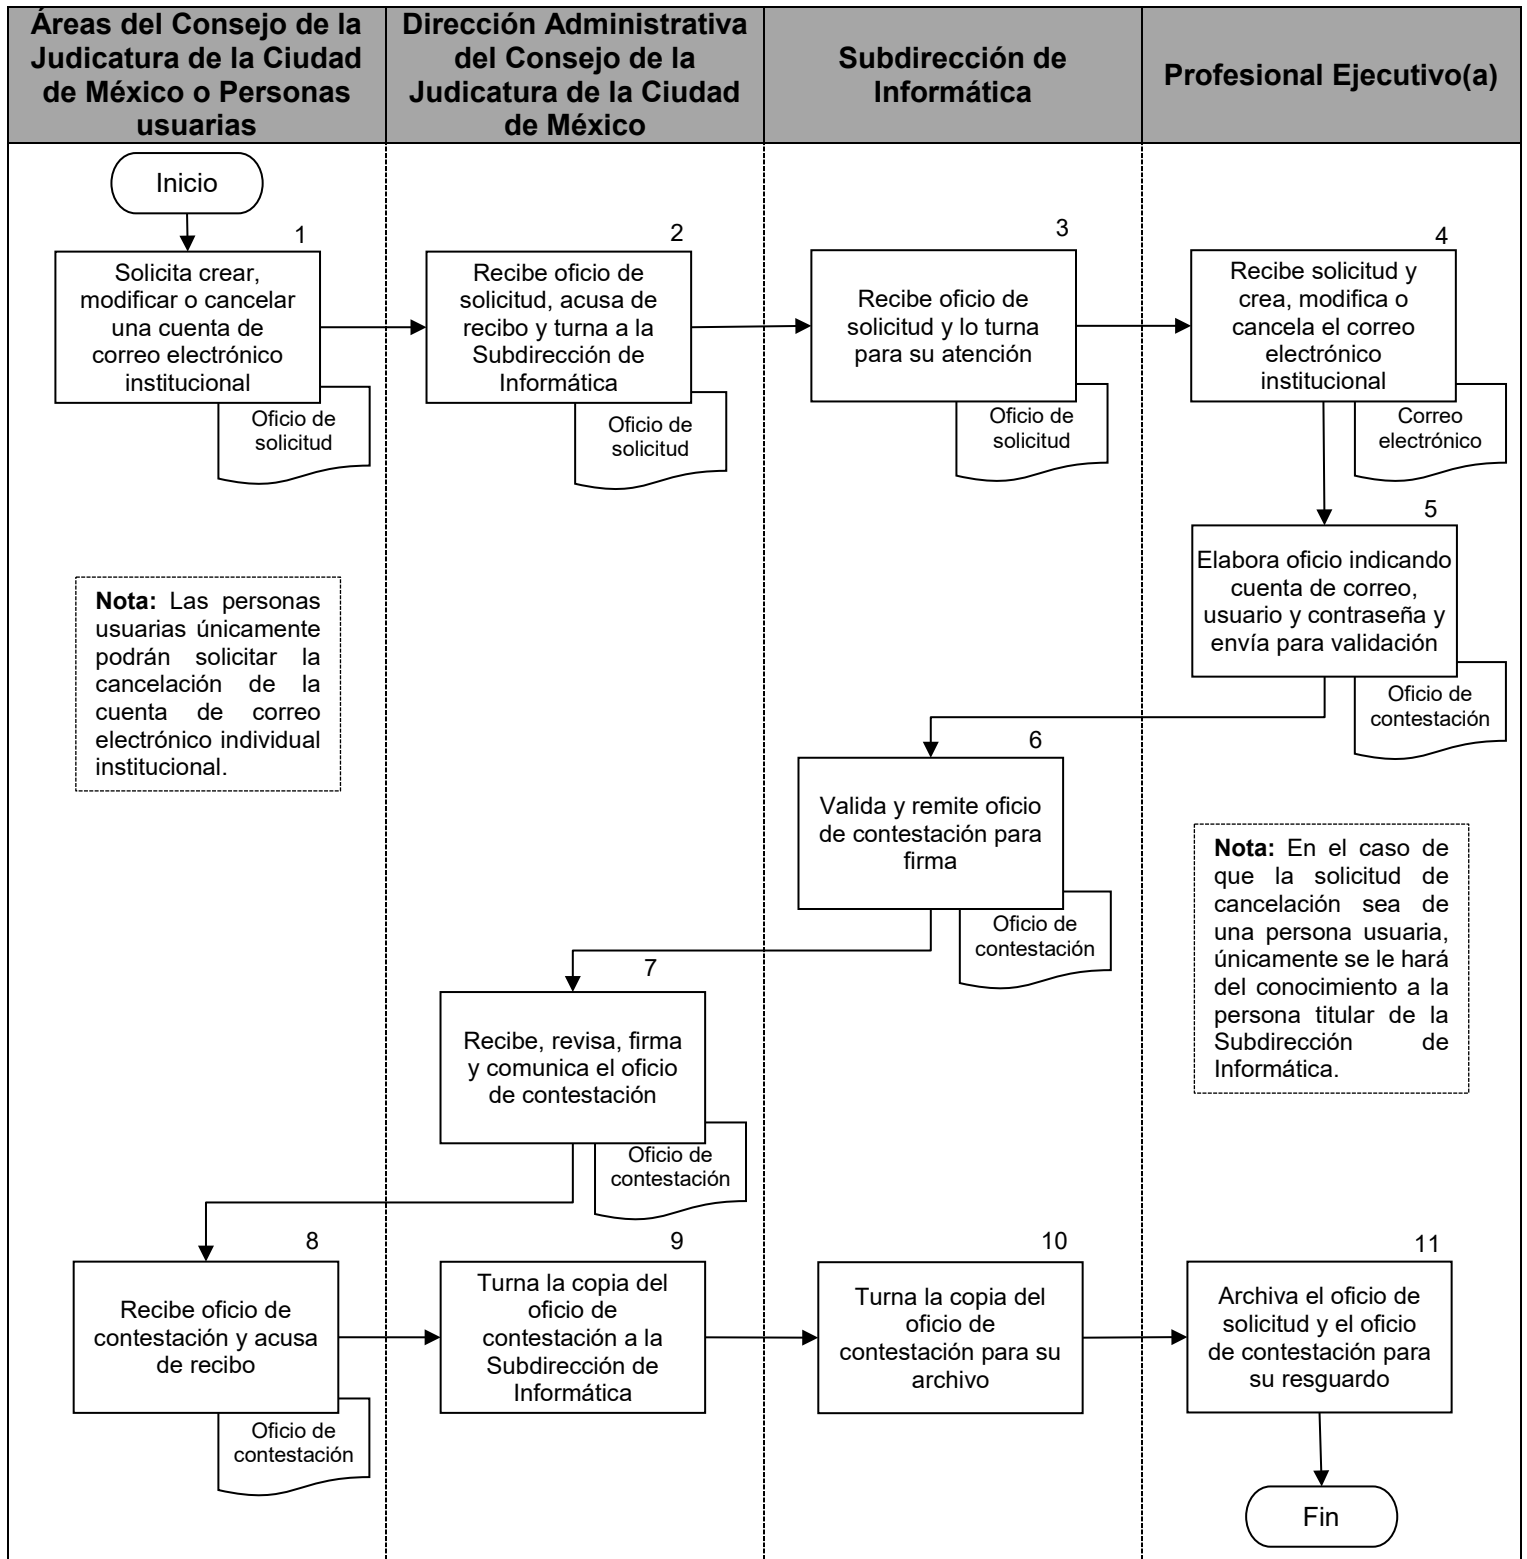 Áreas del Consejo de la
Judicatura de la Ciudad
de México o Personas
usuarias
Dirección Administrativa
del Consejo de la
Judicatura de la Ciudad
de México
Subdirección de
Informática
Profesional Ejecutivo(a)
Inicio
1
Solicita crear,
modificar o cancelar
una cuenta de
correo electrónico
institucional
Oficio de
solicitud
2
Recibe oficio de
solicitud, acusa de
recibo y turna a la
Subdirección de
Informática
Oficio de
solicitud
3
Recibe oficio de
solicitud y lo turna
para su atención
Oficio de
solicitud
4
Recibe solicitud y
crea, modifica o
cancela el correo
electrónico
institucional
Correo
electrónico
5
Elabora oficio indicando
cuenta de correo,
usuario y contraseña y
envía para validación
Oficio de
contestación
Nota: Las personas
usuarias únicamente
podrán solicitar la
cancelación de la
cuenta de correo
electrónico individual
institucional.
6
Valida y remite oficio
de contestación para
firma
Oficio de
contestación
Nota: En el caso de
que la solicitud de
cancelación sea de
una persona usuaria,
únicamente se le hará
del conocimiento a la
persona titular de la
Subdirección de
Informática.
7
Recibe, revisa, firma
y comunica el oficio
de contestación
Oficio de
contestación
8
Recibe oficio de
contestación y acusa
de recibo
Oficio de
contestación
9
Turna la copia del
oficio de
contestación a la
Subdirección de
Informática
10
Turna la copia del
oficio de
contestación para su
archivo
11
Archiva el oficio de
solicitud y el oficio
de contestación para
su resguardo
Fin